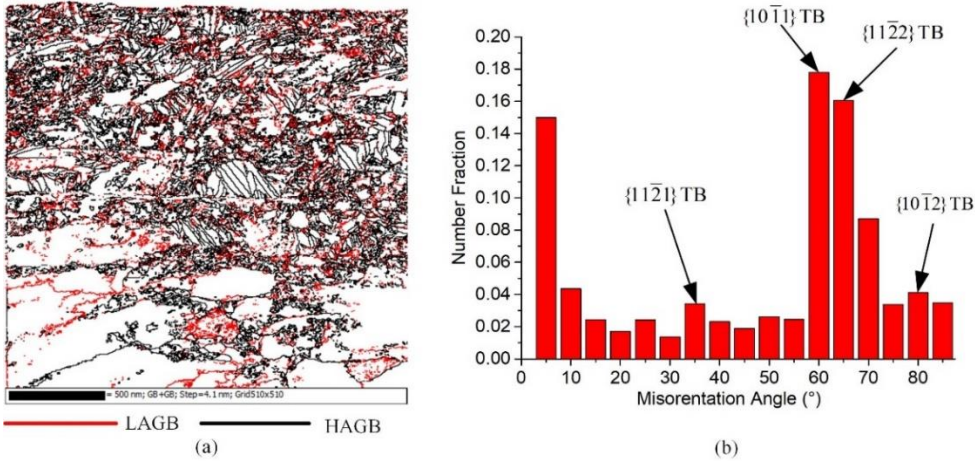 = 500 nm; GB+GB; Step=4.1 nm; Grid510x510
LAGB
HAGB
(a)
{101̅1} TB
{112̅2} TB
{112̅1} TB
{101̅2} TB
0.20
0.18
0.16
0.14
0.12
0.10
0.08
0.06
0.04
0.02
0.00
Number Fraction
0 10 20 30 40 50 60 70 80
Misorentation Angle (°)
(b)